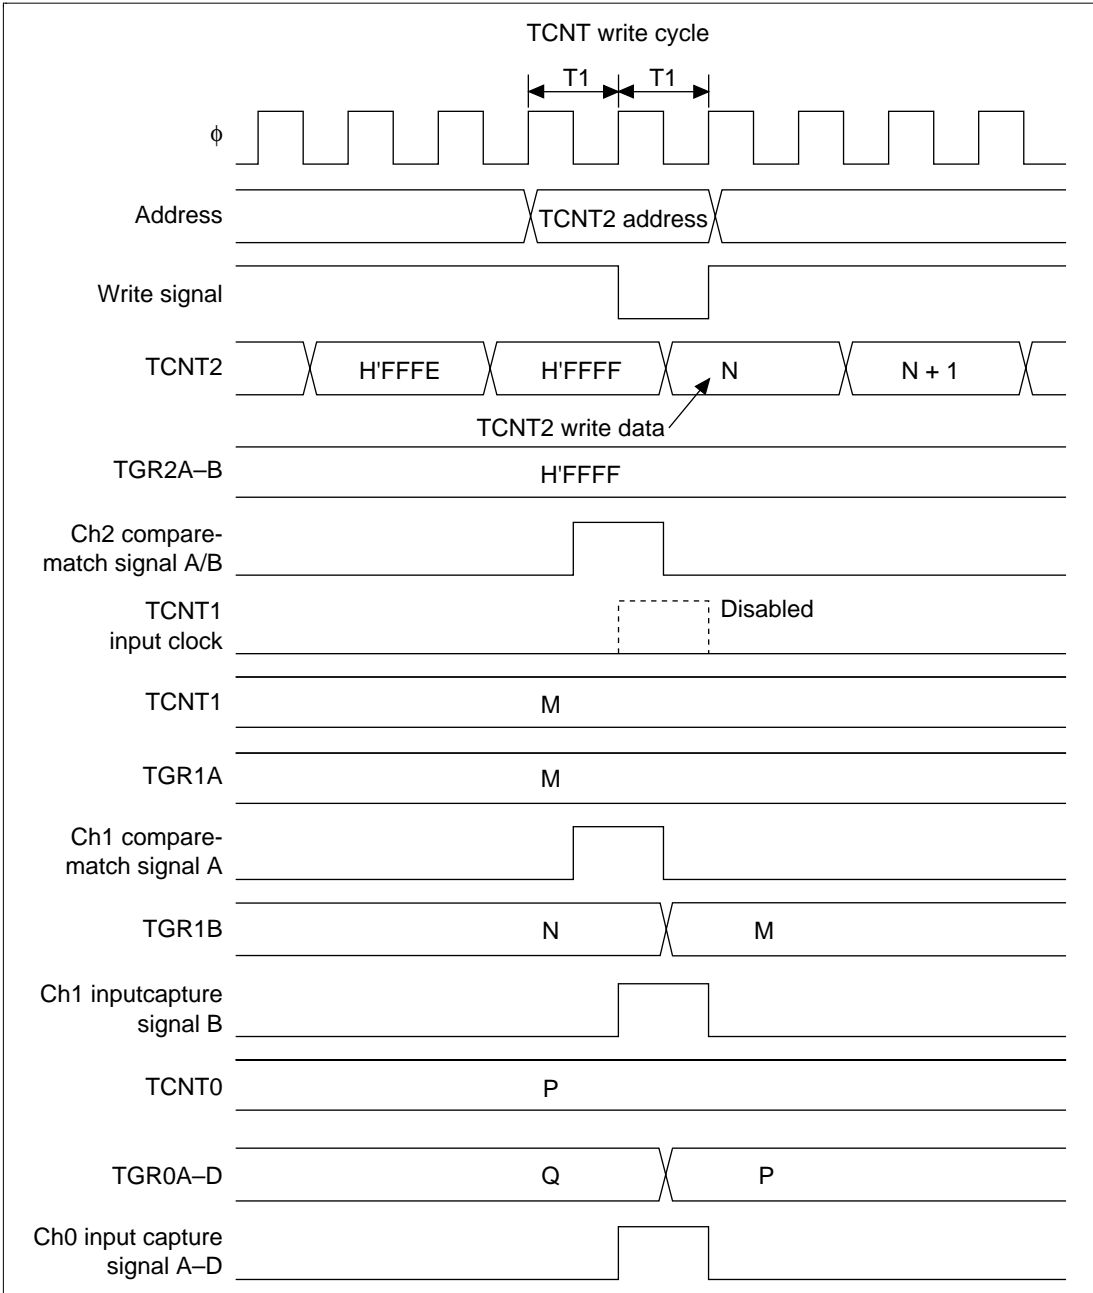 TCNT write cycle
T1 T1
ϕ
Address
TCNT2 address
Write signal
TCNT2
H'FFFE H'FFFF N N + 1
TCNT2 write data
TGR2A–B
H'FFFF
Ch2 compare-
match signal A/B
TCNT1
input clock
Disabled
TCNT1
M
TGR1A
M
Ch1 compare-
match signal A
TGR1B
N M
Ch1 inputcapture
signal B
TCNT0
P
TGR0A–D
Q P
Ch0 input capture
signal A–D